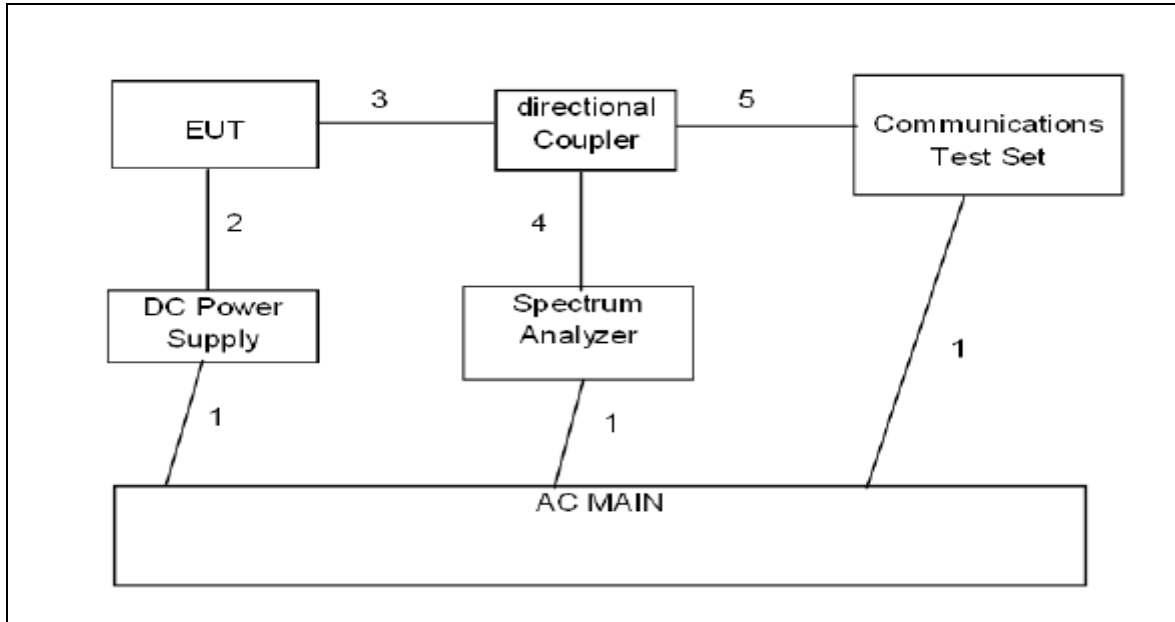 EUT
3
directional
Coupler
5
Communications
Test Set
2
4
DC Power
Supply
Spectrum
Analyzer
1
1
1
AC MAIN